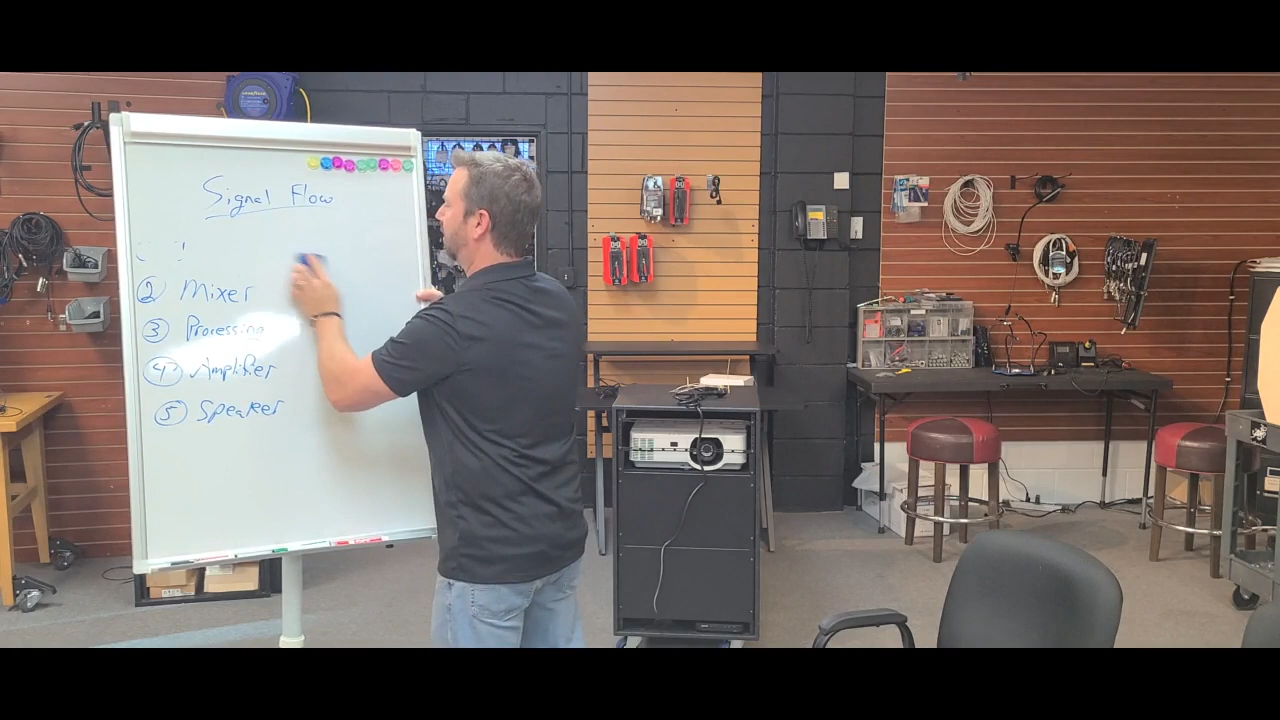 Signal Flow
② Mixer
③ Processing
④ Amplifier
⑤ Speaker